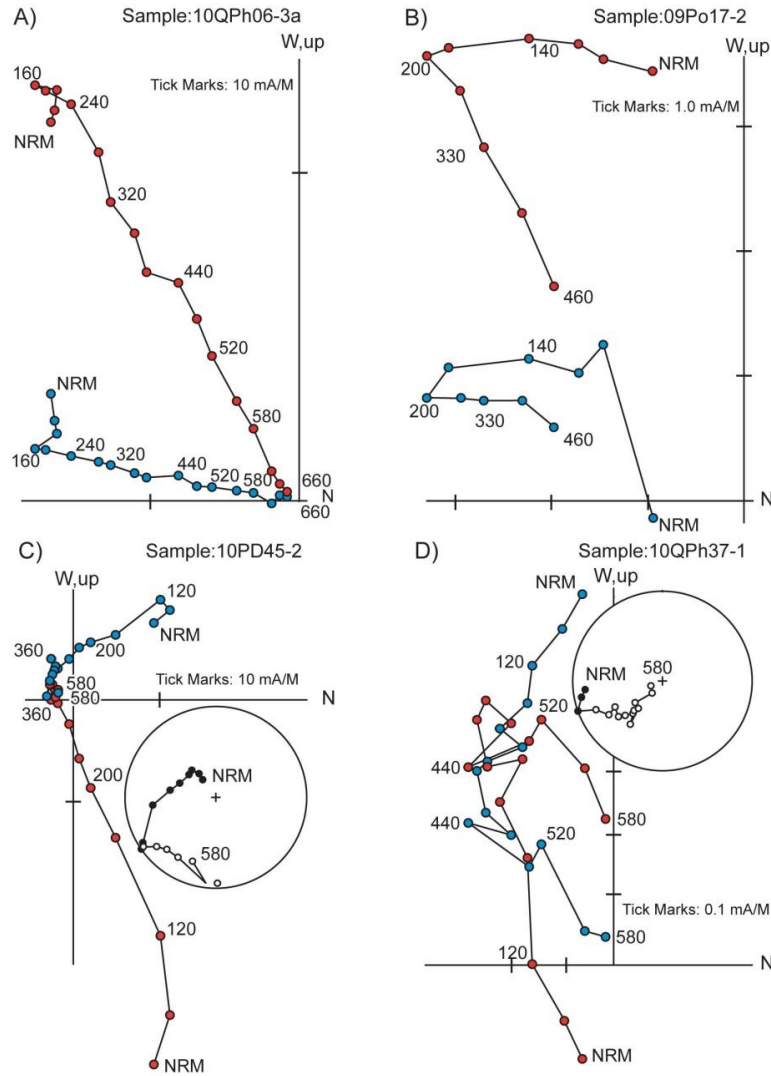 A)
Sample:10QPh06-3a
W,up
160
240
Tick Marks: 10 mA/M
NRM
320
440
520
NRM
580
160
240
320
440
520
580
660
N
660
B)
Sample:09Po17-2
W,up
140
NRM
200
Tick Marks: 1.0 mA/M
330
460
140
200
330
460
NRM
N
C)
Sample:10PD45-2
W,up
120
NRM
360
200
Tick Marks: 10 mA/M
580
580
N
360
200
NRM
580
120
NRM
D)
Sample:10QPh37-1
W,up
NRM
580
NRM
120
520
440
580
440
520
Tick Marks: 0.1 mA/M
580
120
N
NRM